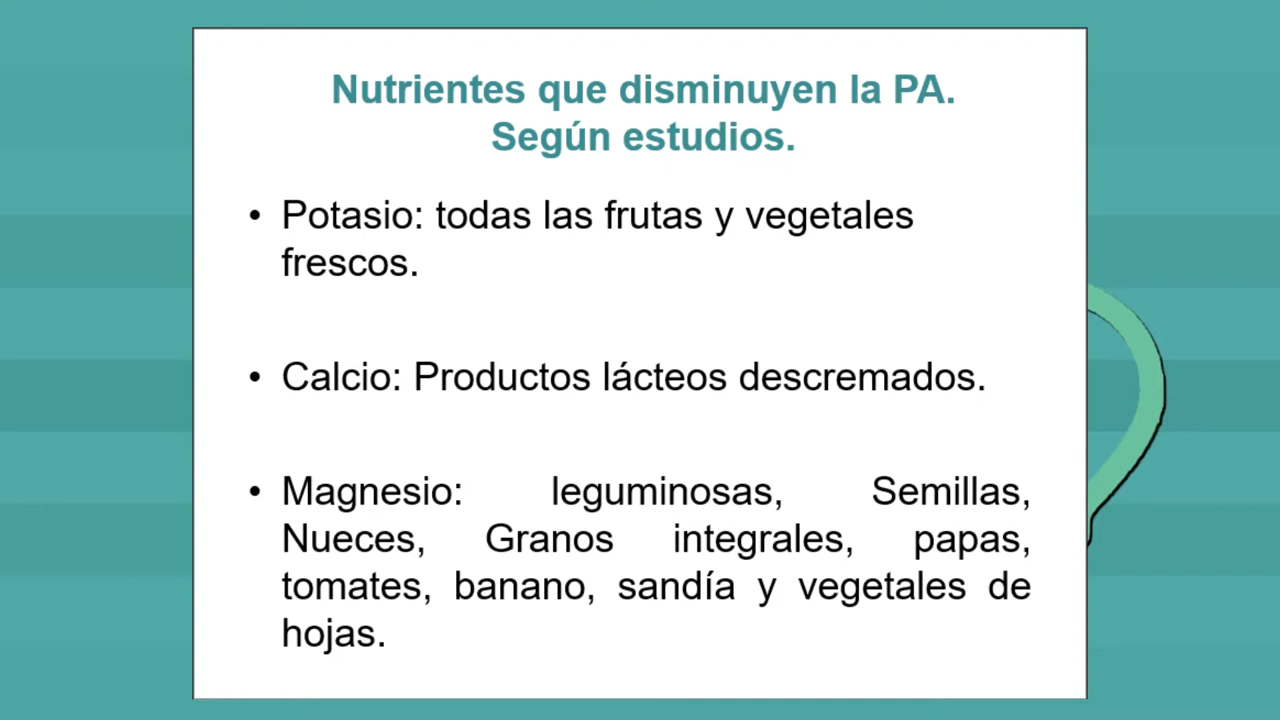 Nutrientes que disminuyen la PA.
Según estudios.
• Potasio: todas las frutas y vegetales
frescos.
• Calcio: Productos lácteos descremados.
• Magnesio: leguminosas, Semillas,
Nueces, Granos integrales, papas,
tomates, banano, sandía y vegetales de
hojas.